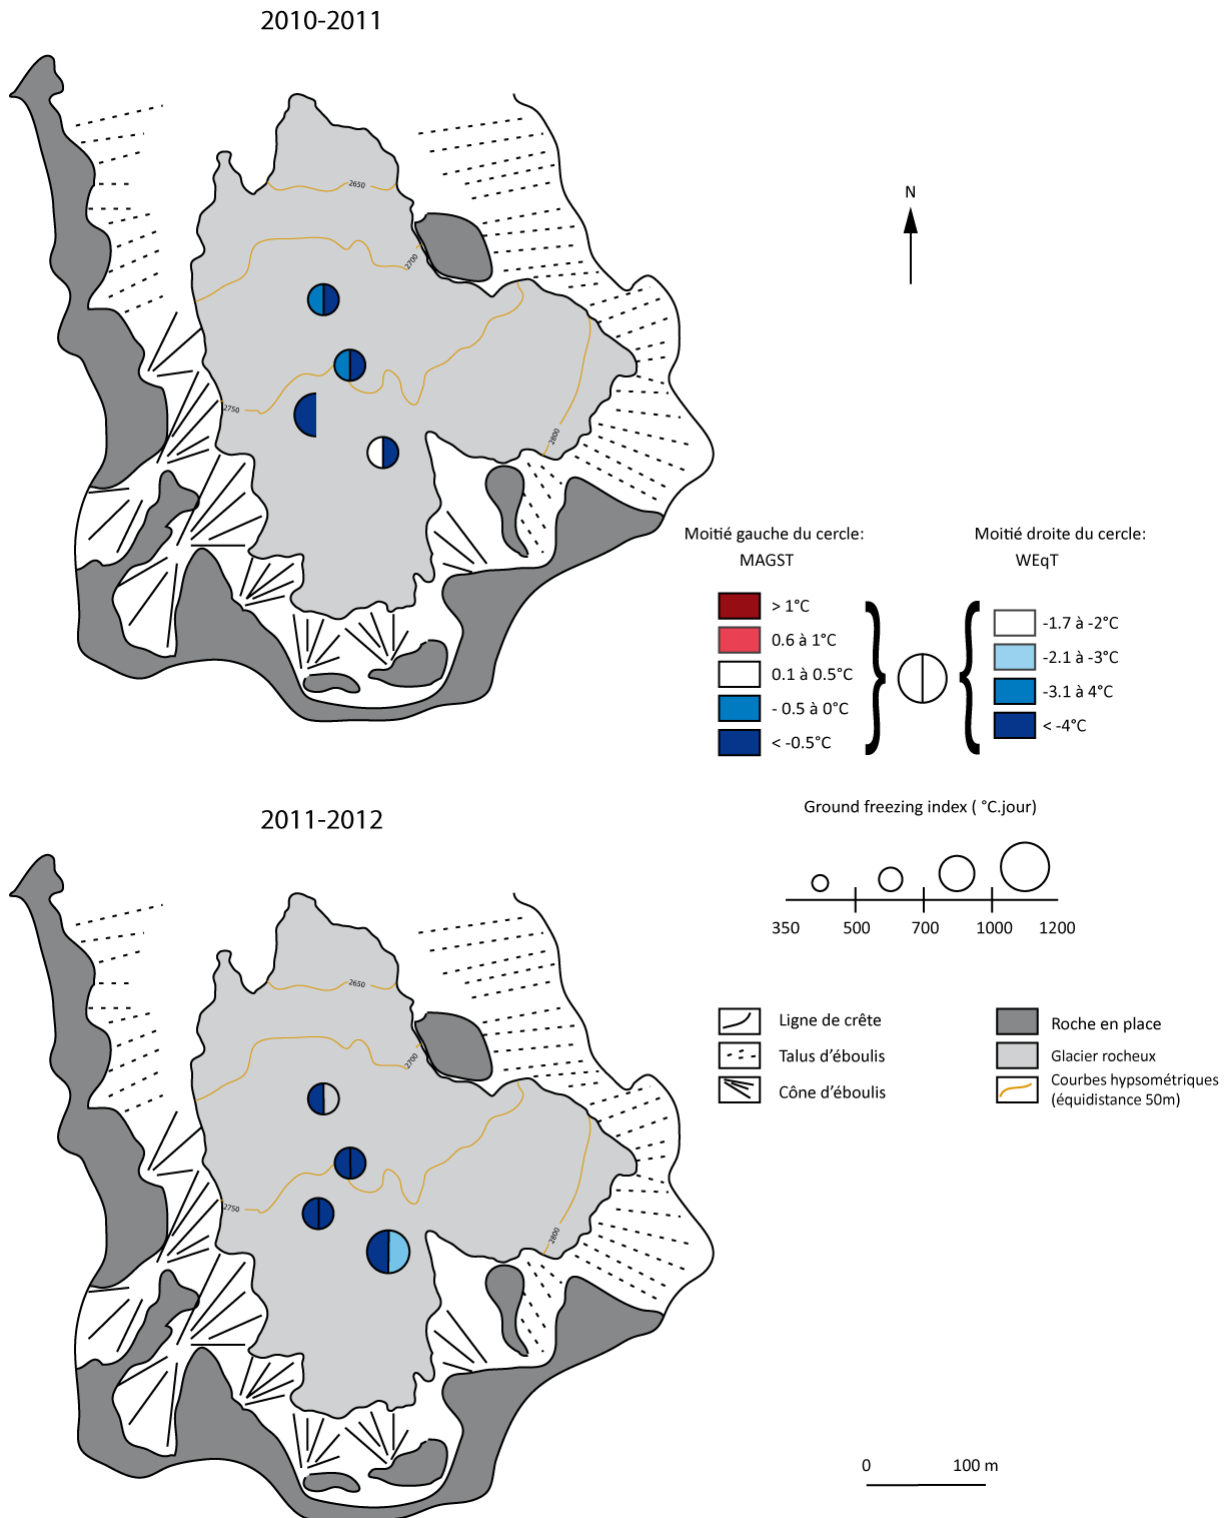 2010-2011
2650
2700
2750
2800
N
Moitié gauche du cercle:
MAGST
> 1°C
0.6 à 1°C
0.1 à 0.5°C
- 0.5 à 0°C
< -0.5°C
Moitié droite du cercle:
WEqT
-1.7 à -2°C
-2.1 à -3°C
-3.1 à 4°C
< -4°C
Ground freezing index ( °C.jour)
350 500 700 1000 1200
Ligne de crête
Talus d'éboulis
Cône d'éboulis
Roche en place
Glacier rocheux
Courbes hypsométriques
(équidistance 50m)
2011-2012
2650
2700
2750
2800
0 100 m